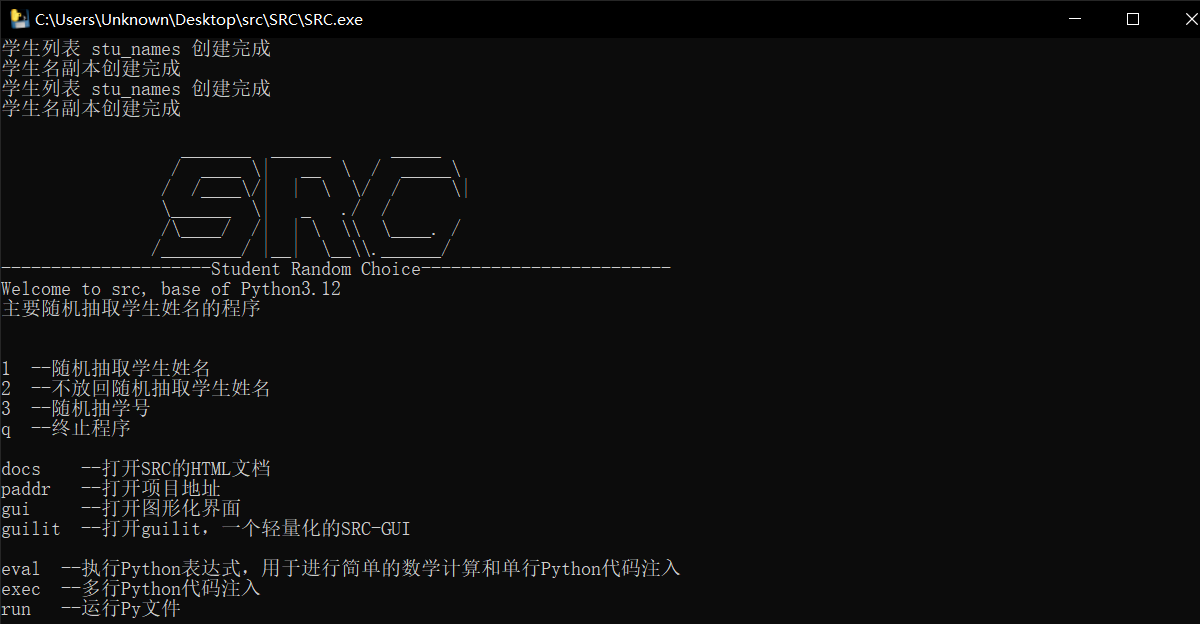 C:\Users\Unknown\Desktop\src\SRC\SRC.exe
学生列表 stu_names 创建完成
学生名副本创建完成
学生列表 stu_names 创建完成
学生名副本创建完成
SRC
---------------------Student Random Choice-------------------------
Welcome to src, base of Python3.12
主要随机抽取学生姓名的程序
1  --随机抽取学生姓名
2  --不放回随机抽取学生姓名
3  --随机抽学号
q  --终止程序
docs    --打开SRC的HTML文档
paddr   --打开项目地址
gui     --打开图形化界面
guilit  --打开guilit，一个轻量化的SRC-GUI
eval  --执行Python表达式，用于进行简单的数学计算和单行Python代码注入
exec  --多行Python代码注入
run   --运行Py文件